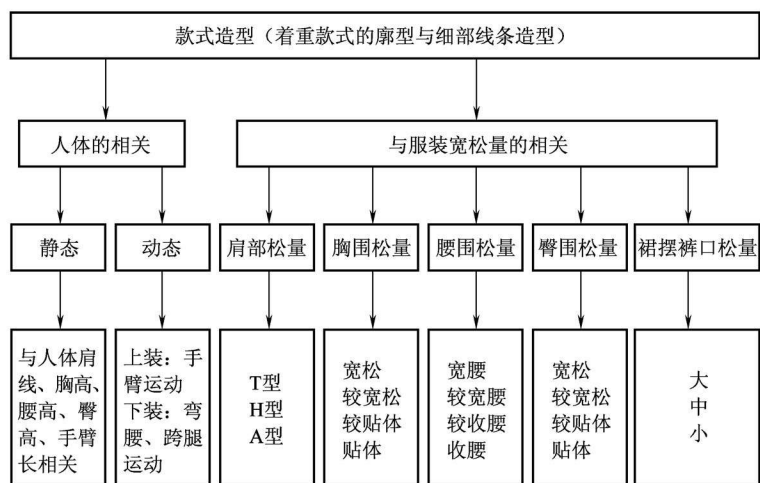 款式造型（着重款式的廓型与细部线条造型）
人体的相关
与服装宽松量的相关
静态
动态
肩部松量
胸围松量
腰围松量
臀围松量
裙摆裤口松量
与人体肩
线、胸高、
腰高、臀
高、手臂
长相关
上装：手
臂运动
下装：弯
腰、跨腿
运动
T型
H型
A型
宽松
较宽松
较贴体
贴体
宽腰
较宽腰
较收腰
收腰
宽松
较宽松
较贴体
贴体
大
中
小